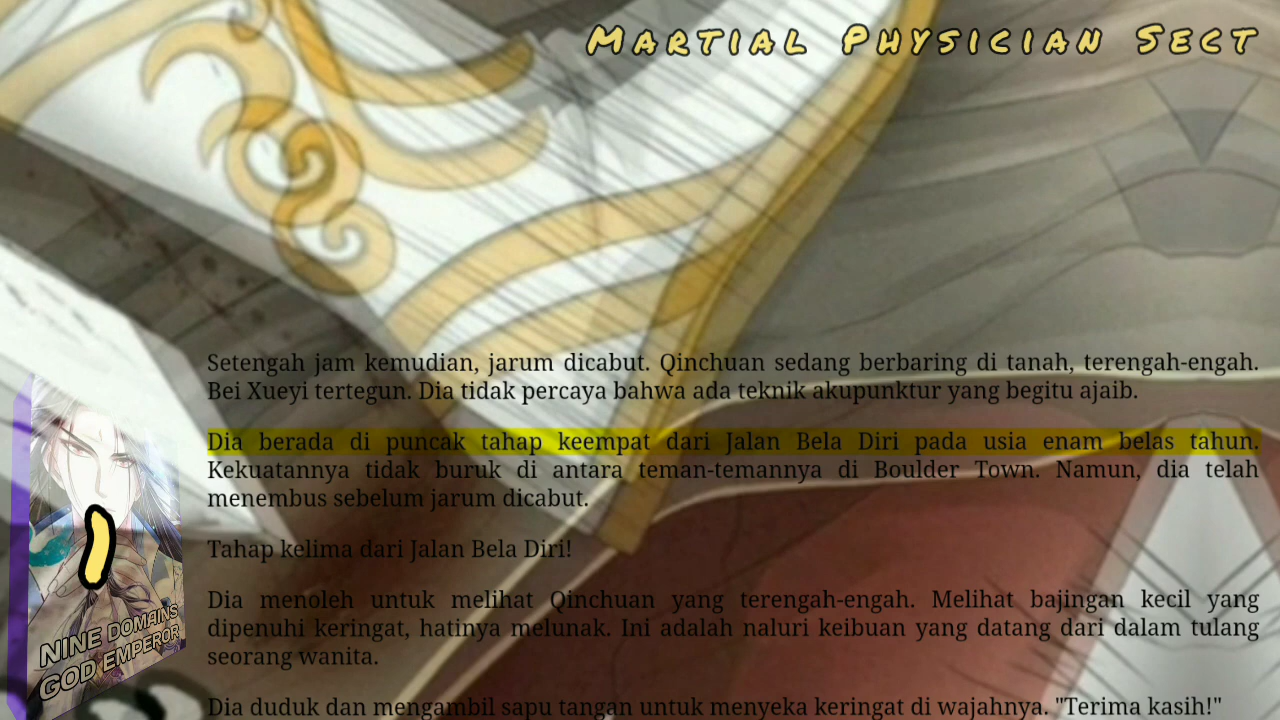 Martial Physician Sect
Setengah jam kemudian, jarum dicabut. Qinchuan sedang berbaring di tanah, terengah-engah.
Bei Xueyi tertegun. Dia tidak percaya bahwa ada teknik akupunktur yang begitu ajaib.
Dia berada di puncak tahap keempat dari Jalan Bela Diri pada usia enam belas tahun.
Kekuatannya tidak buruk di antara teman-temannya di Boulder Town. Namun, dia telah
menembus sebelum jarum dicabut.
Tahap kelima dari Jalan Bela Diri!
Dia menoleh untuk melihat Qinchuan yang terengah-engah. Melihat bajingan kecil yang
dipenuhi keringat, hatinya melunak. Ini adalah naluri keibuan yang datang dari dalam tulang
seorang wanita.
Dia duduk dan mengambil sapu tangan untuk menyeka keringat di wajahnya. "Terima kasih!"
1
NINE DOMAINS
GOD EMPEROR